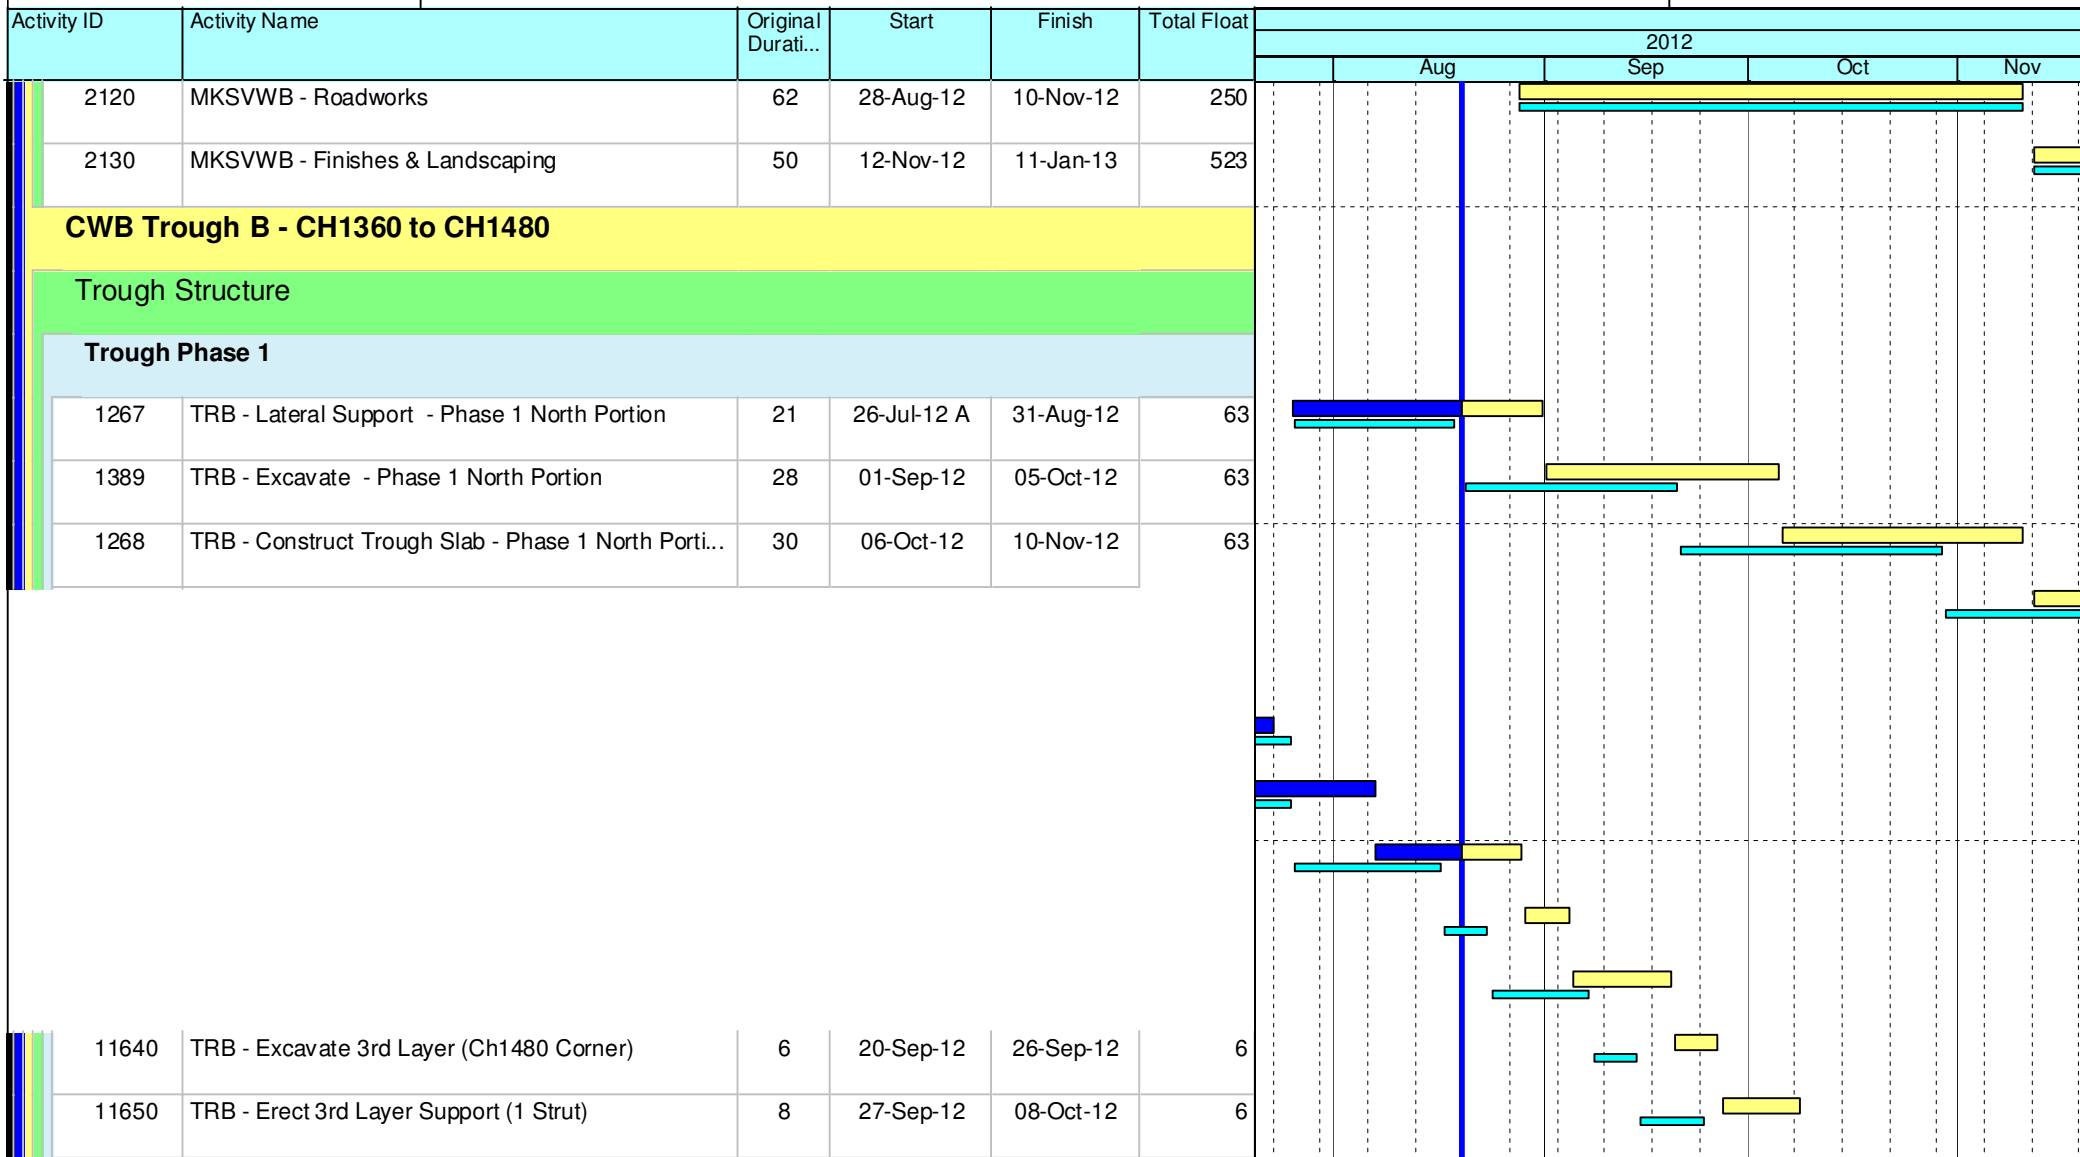 Activity ID Activity Name Original Start Finish Total Float
Durati...
2012
Aug Sep Oct Nov
2120 MKSVWB - Roadworks 62 28-Aug-12 10-Nov-12 250
2130 MKSVWB - Finishes & Landscaping 50 12-Nov-12 11-Jan-13 523
CWB Trough B - CH1360 to CH1480
Trough Structure
Trough Phase 1
1267 TRB - Lateral Support - Phase 1 North Portion 21 26-Jul-12 A 31-Aug-12 63
1389 TRB - Excavate - Phase 1 North Portion 28 01-Sep-12 05-Oct-12 63
1268 TRB - Construct Trough Slab - Phase 1 North Porti... 30 06-Oct-12 10-Nov-12 63
11640 TRB - Excavate 3rd Layer (Ch1480 Corner) 6 20-Sep-12 26-Sep-12 6
11650 TRB - Erect 3rd Layer Support (1 Strut) 8 27-Sep-12 08-Oct-12 6